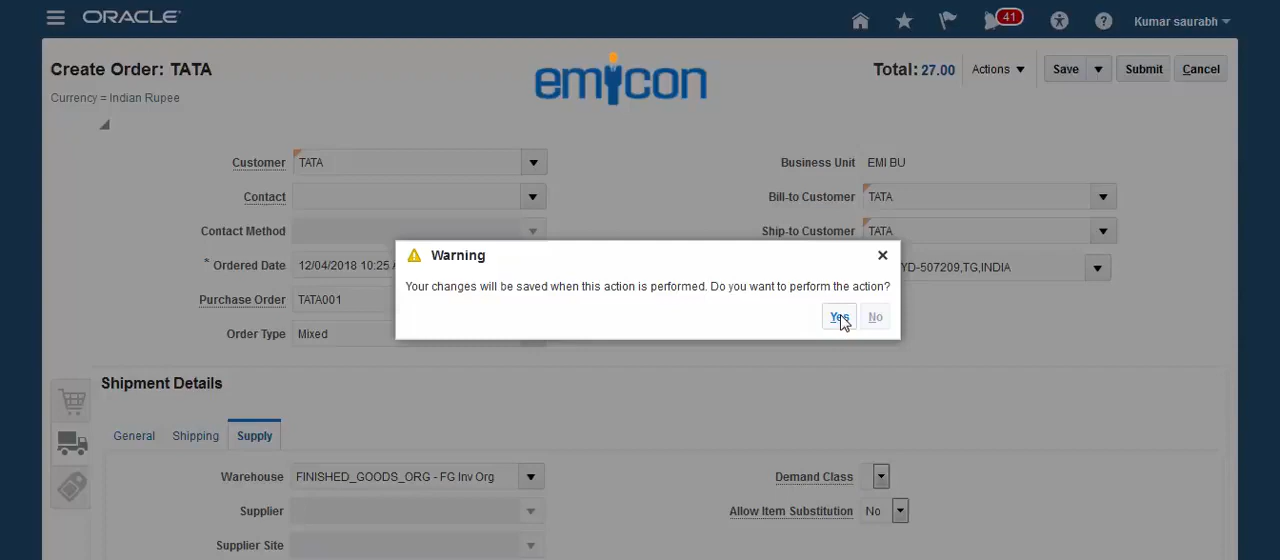 ORACLE
41
Kumar saurabh
Create Order: TATA
emicon
Total: 27.00
Actions
Save
Submit
Cancel
Currency = Indian Rupee
Customer
TATA
Business Unit
EMI BU
Contact
Bill-to Customer
TATA
Contact Method
Ship-to Customer
TATA
Warning
* Ordered Date
12/04/2018 10:25
YD-507209,TG,INDIA
Your changes will be saved when this action is performed. Do you want to perform the action?
Yes
No
Purchase Order
TATA001
Order Type
Mixed
Shipment Details
General
Shipping
Supply
Warehouse
FINISHED_GOODS_ORG - FG Inv Org
Demand Class
Supplier
Allow Item Substitution
No
Supplier Site